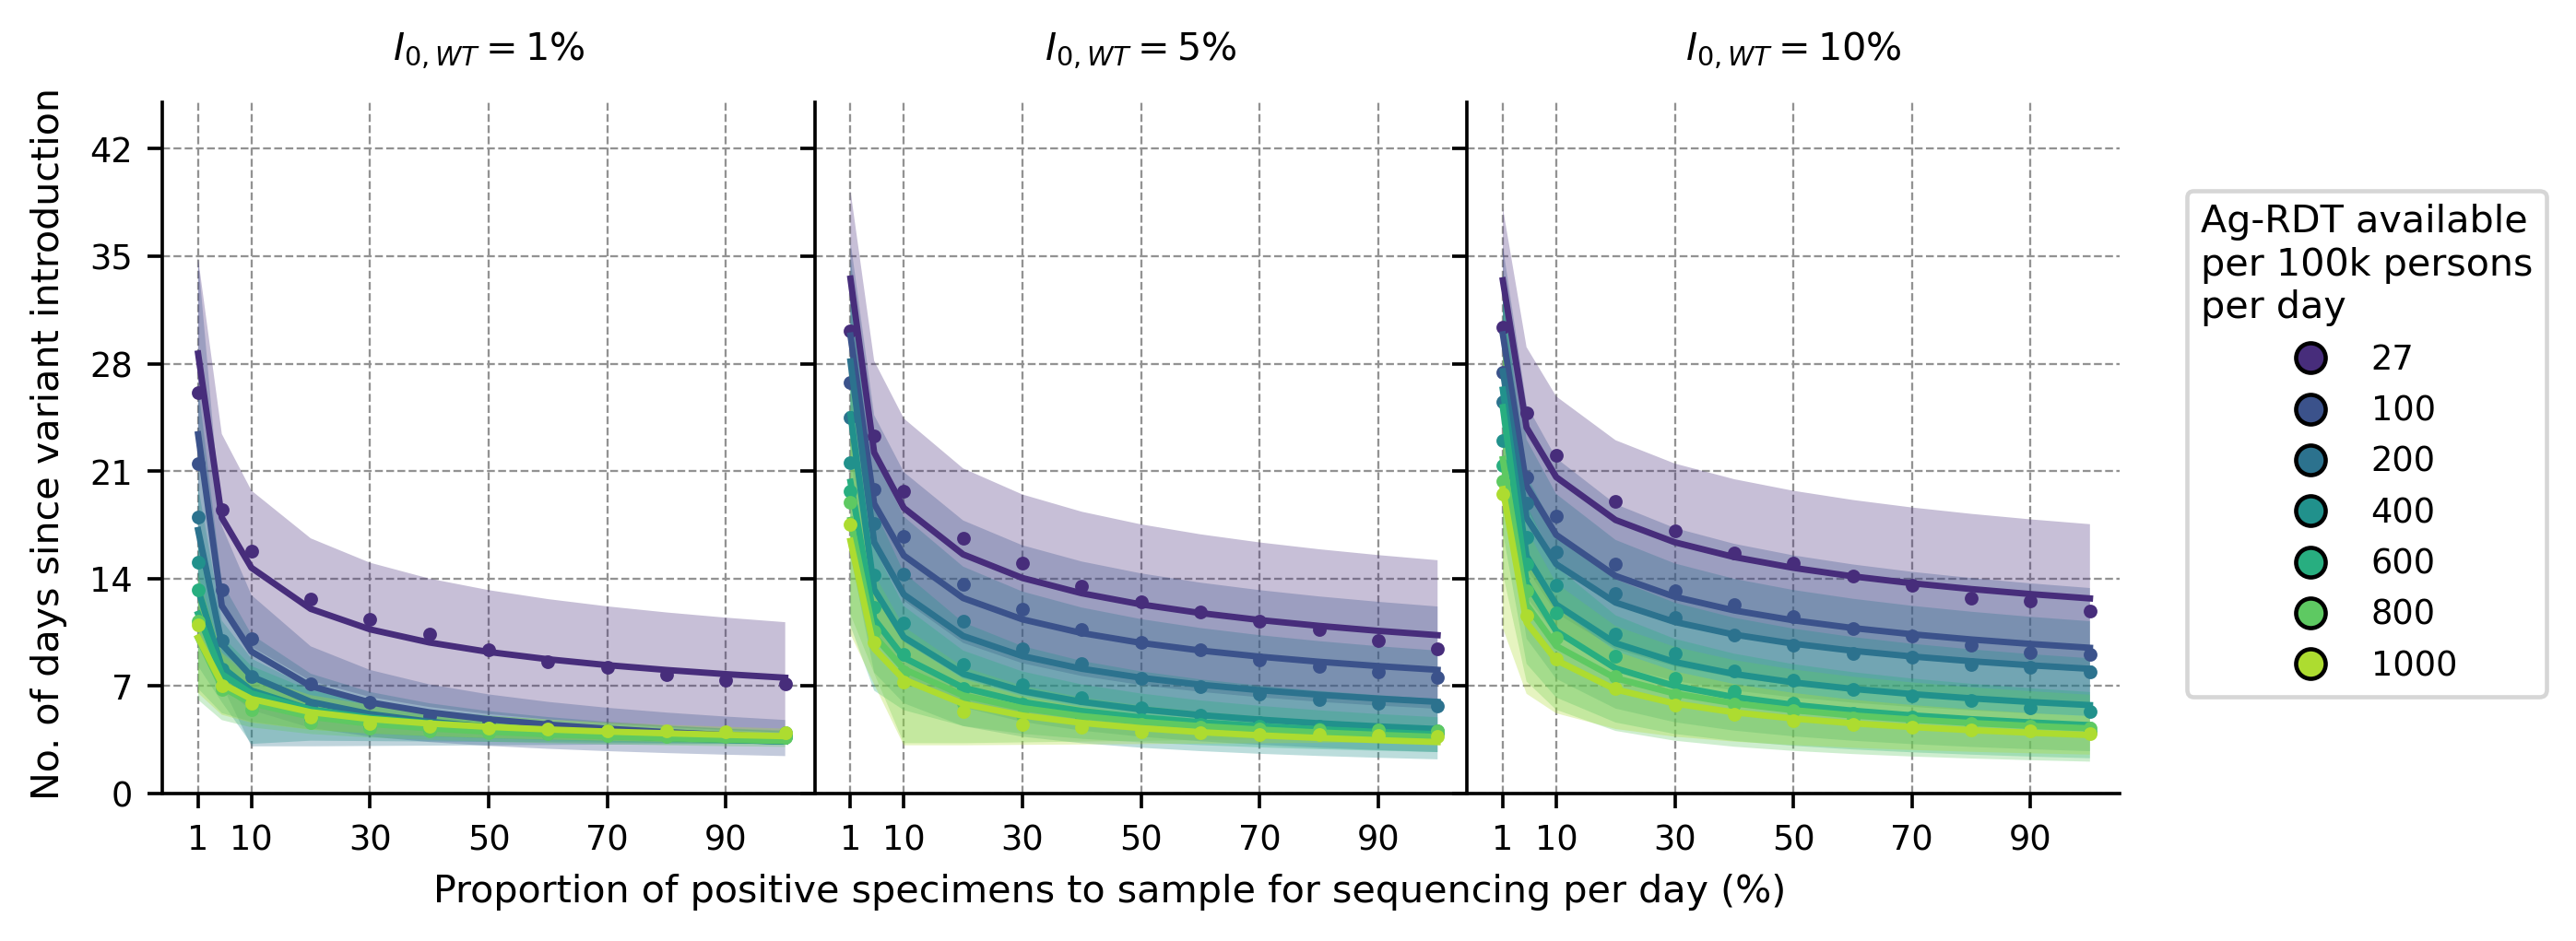 I0,WT = 1%
I0,WT = 5%
I0,WT = 10%
No. of days since variant introduction
42
35
28
21
14
7
0
1 10 30 50 70 90
1 10 30 50 70 90
1 10 30 50 70 90
Proportion of positive specimens to sample for sequencing per day (%)
Ag-RDT available
per 100k persons
per day
27
100
200
400
600
800
1000